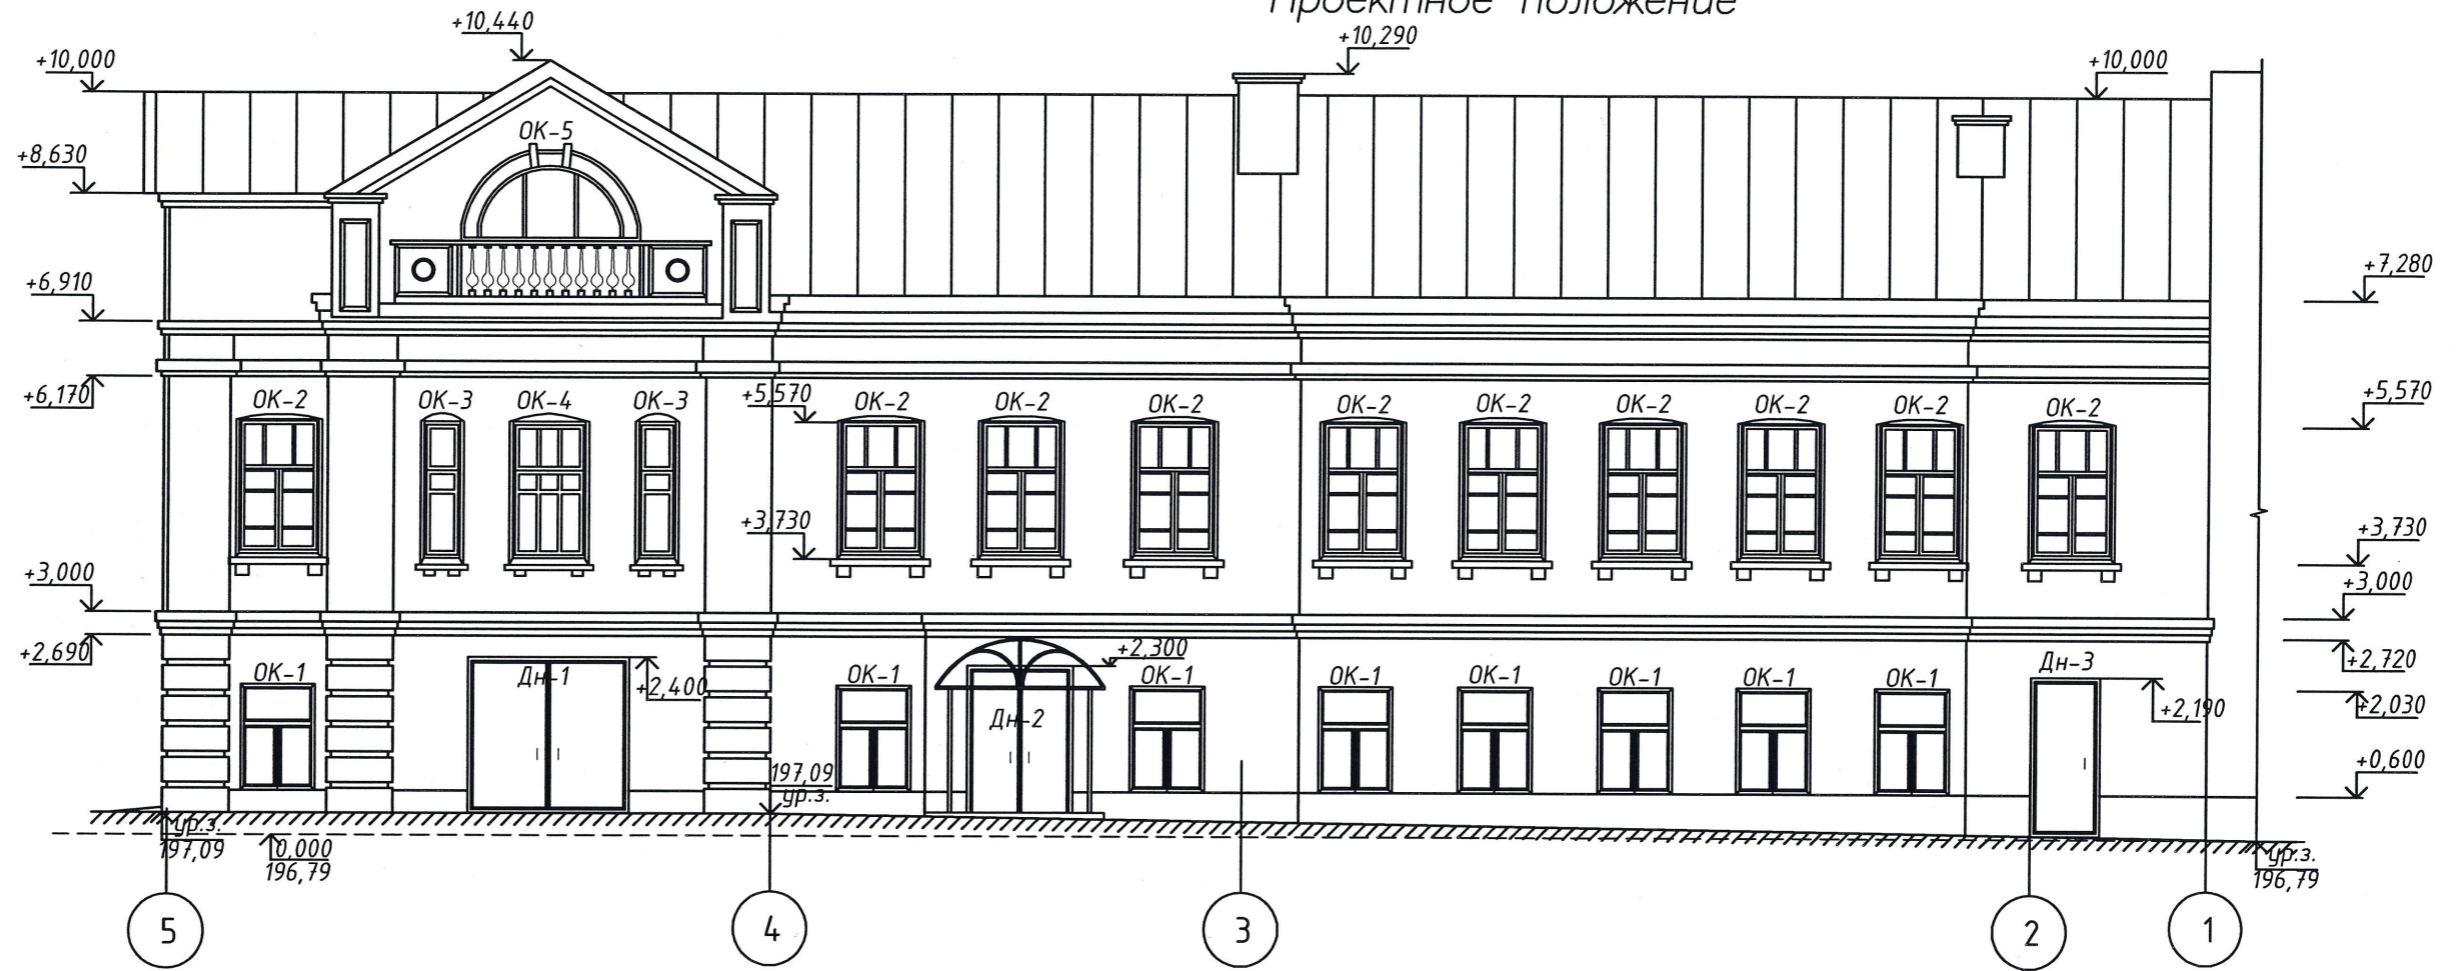 Проектное положение
+10,440
+10,290
+10,000
+10,000
ОК-5
+8,630
+6,910
+7,280
+6,170
+5,570
+5,570
ОК-2
ОК-3
ОК-4
ОК-3
ОК-2
ОК-2
ОК-2
ОК-2
ОК-2
ОК-2
ОК-2
ОК-2
ОК-2
+3,730
+3,730
+3,000
+3,000
+2,690
+2,720
ОК-1
Дн-1
+2,400
ОК-1
+2,300
Дн-2
ОК-1
ОК-1
ОК-1
ОК-1
ОК-1
ОК-1
Дн-3
+2,190
+2,030
+0,600
197,09
ур.з.
ур.з.
197,09
0,000
196,79
ур.з.
196,79
5
4
3
2
1